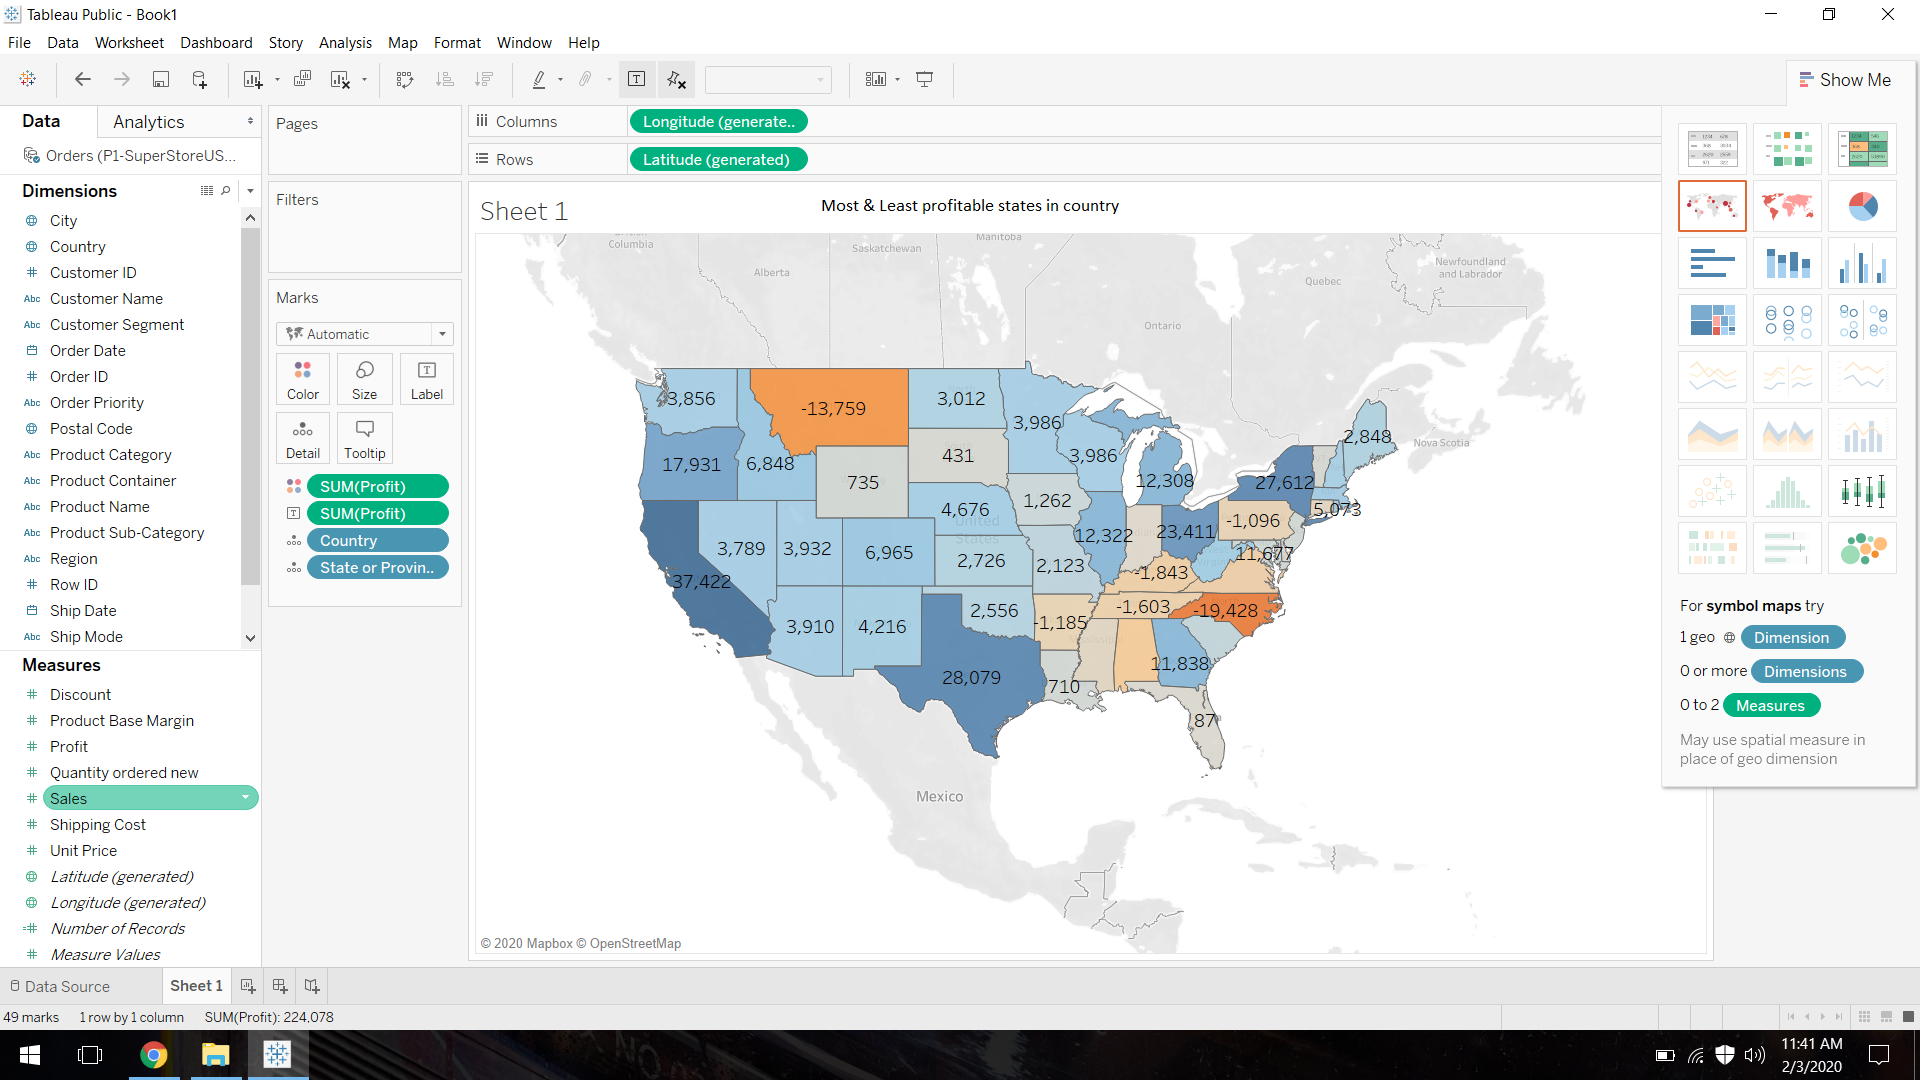 Tableau Public - Book1
File Data Worksheet Dashboard Story Analysis Map Format Window Help
Show Me
Data Analytics
Orders (P1-SuperStoreUS...
Dimensions
City
Country
Customer ID
Abc Customer Name
Abc Customer Segment
Order Date
Order ID
Abc Order Priority
Postal Code
Abc Product Category
Abc Product Container
Abc Product Name
Abc Product Sub-Category
Abc Region
Row ID
Ship Date
Abc Ship Mode
Measures
Discount
Product Base Margin
Profit
Quantity ordered new
Sales
Shipping Cost
Unit Price
Latitude (generated)
Longitude (generated)
Number of Records
Measure Values
Pages
Filters
Marks
Automatic
Color Size Label
Detail Tooltip
SUM(Profit)
SUM(Profit)
Country
State or Provin..
Columns Longitude (generate..
Rows Latitude (generated)
Sheet 1
Most & Least profitable states in country
Columbia
Saskatchewan
Manitoba
Alberta
Newfoundland
and Labrador
Quebec
Ontario
Nova Scotia
United
States
Mexico
3,856
-13,759
3,012
3,986
2,848
17,931
6,848
735
431
3,986
12,308
27,612
1,262
4,676
5,073
-1,096
23,411
12,322
3,789
3,932
6,965
2,726
2,123
11,677
-1,843
37,422
3,910
4,216
2,556
-1,185
-1,603
-19,428
28,079
710
11,838
87
© 2020 Mapbox © OpenStreetMap
For symbol maps try
1 geo Dimension
0 or more Dimensions
0 to 2 Measures
May use spatial measure in
place of geo dimension
Data Source Sheet 1
49 marks 1 row by 1 column SUM(Profit): 224,078
11:41 AM
2/3/2020